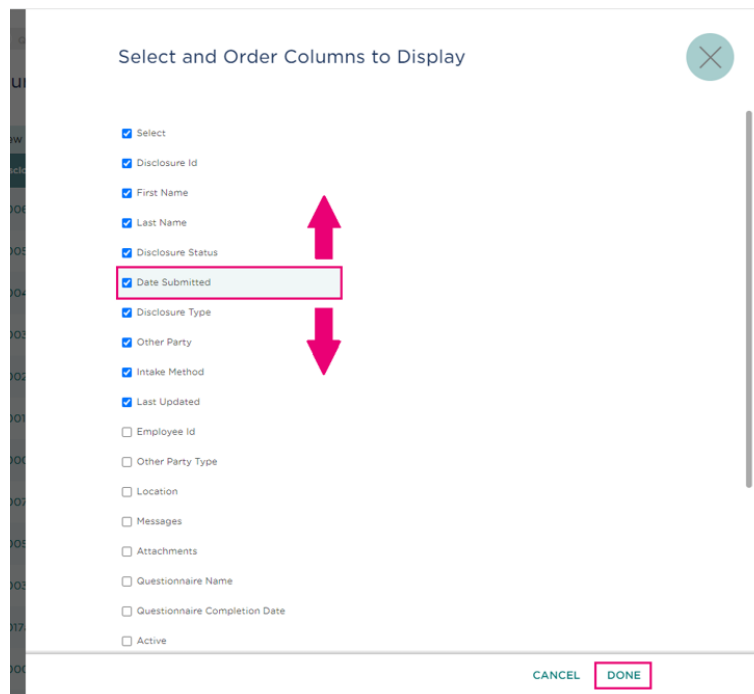 Select and Order Columns to Display
Select
Disclosure Id
First Name
Last Name
Disclosure Status
Date Submitted
Disclosure Type
Other Party
Intake Method
Last Updated
Employee Id
Other Party Type
Location
Messages
Attachments
Questionnaire Name
Questionnaire Completion Date
Active
CANCEL DONE